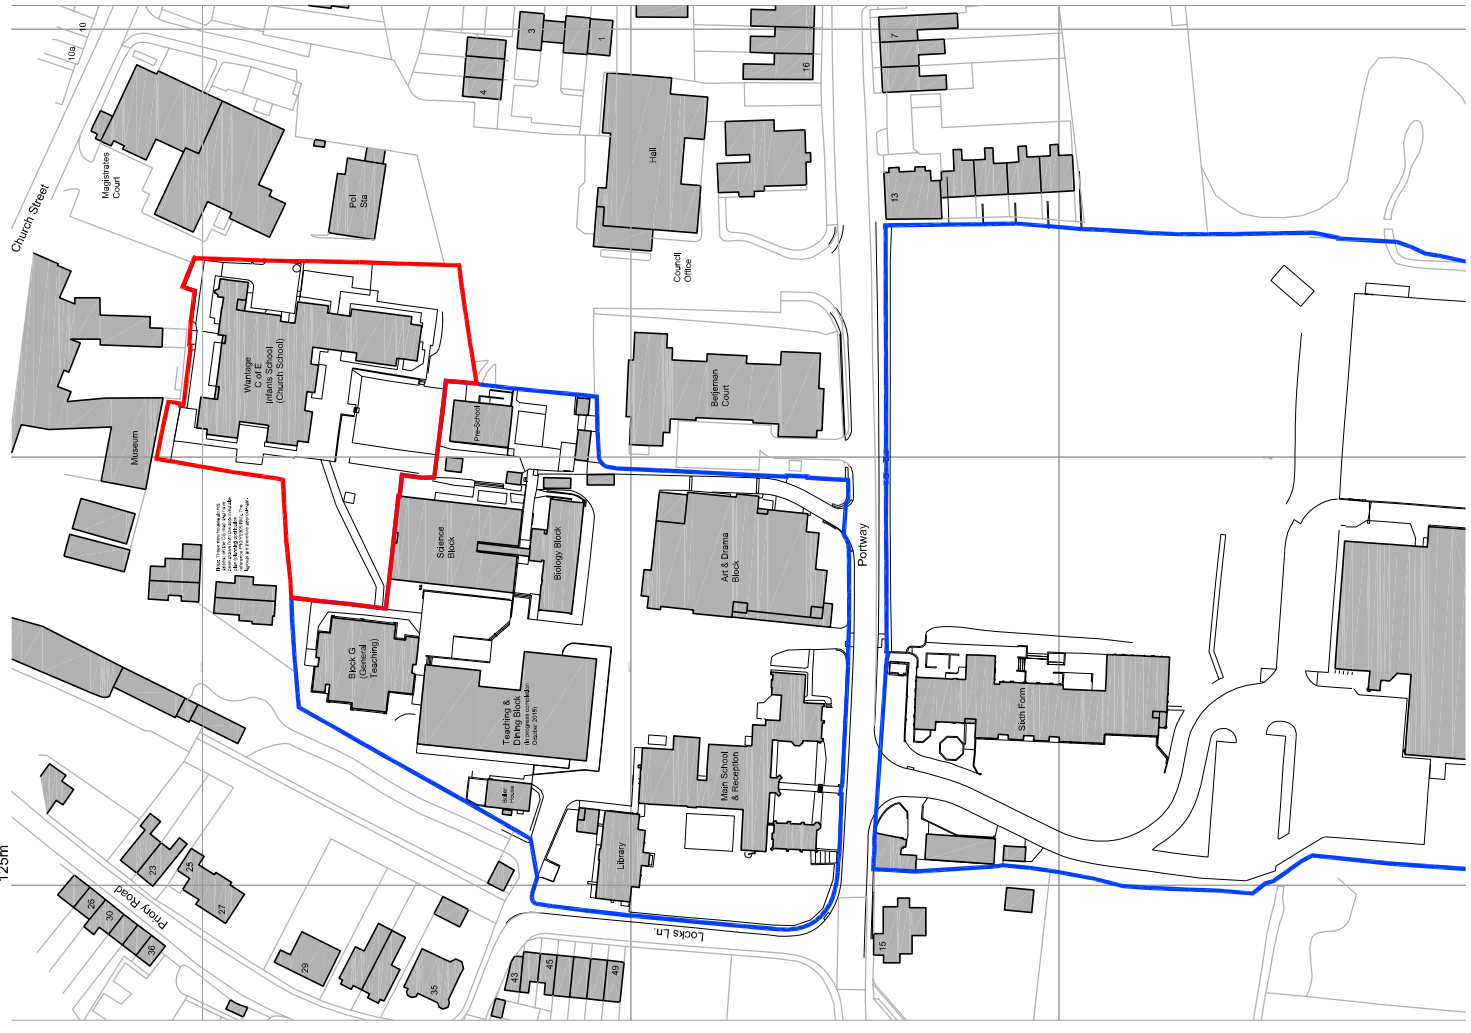 10a
10
3
1
4
16
7
Magistrates
Court
Pol
Sta
Hall
13
Church Street
Council
Office
Wantage
C of E
Infants School
(Church School)
Betjeman
Court
Pre-School
Museum
Science
Block
Biology Block
Art & Drama
Block
Portway
Block G
(General
Teaching)
Teaching &
Dining Block
(in progress completion
October 2015)
Sixth Form
Main School
& Reception
Boiler
House
Library
125m
23
25
27
26
30
36
Priory Road
29
35
43
45
49
Locks Ln.
15